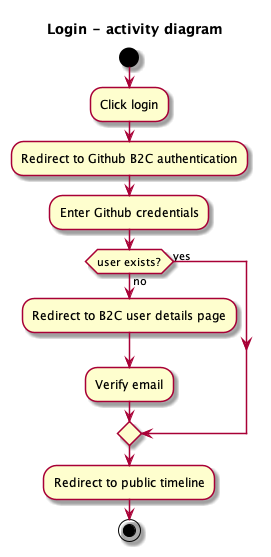 Login - activity diagram
Click login
Redirect to Github B2C authentication
Enter Github credentials
user exists?
yes
no
Redirect to B2C user details page
Verify email
Redirect to public timeline